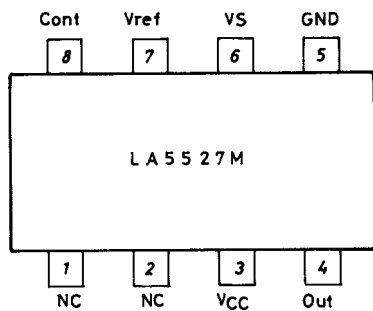 Cont Vref VS GND
8 7 6 5
LA5527M
1 2 3 4
NC NC VCC Out